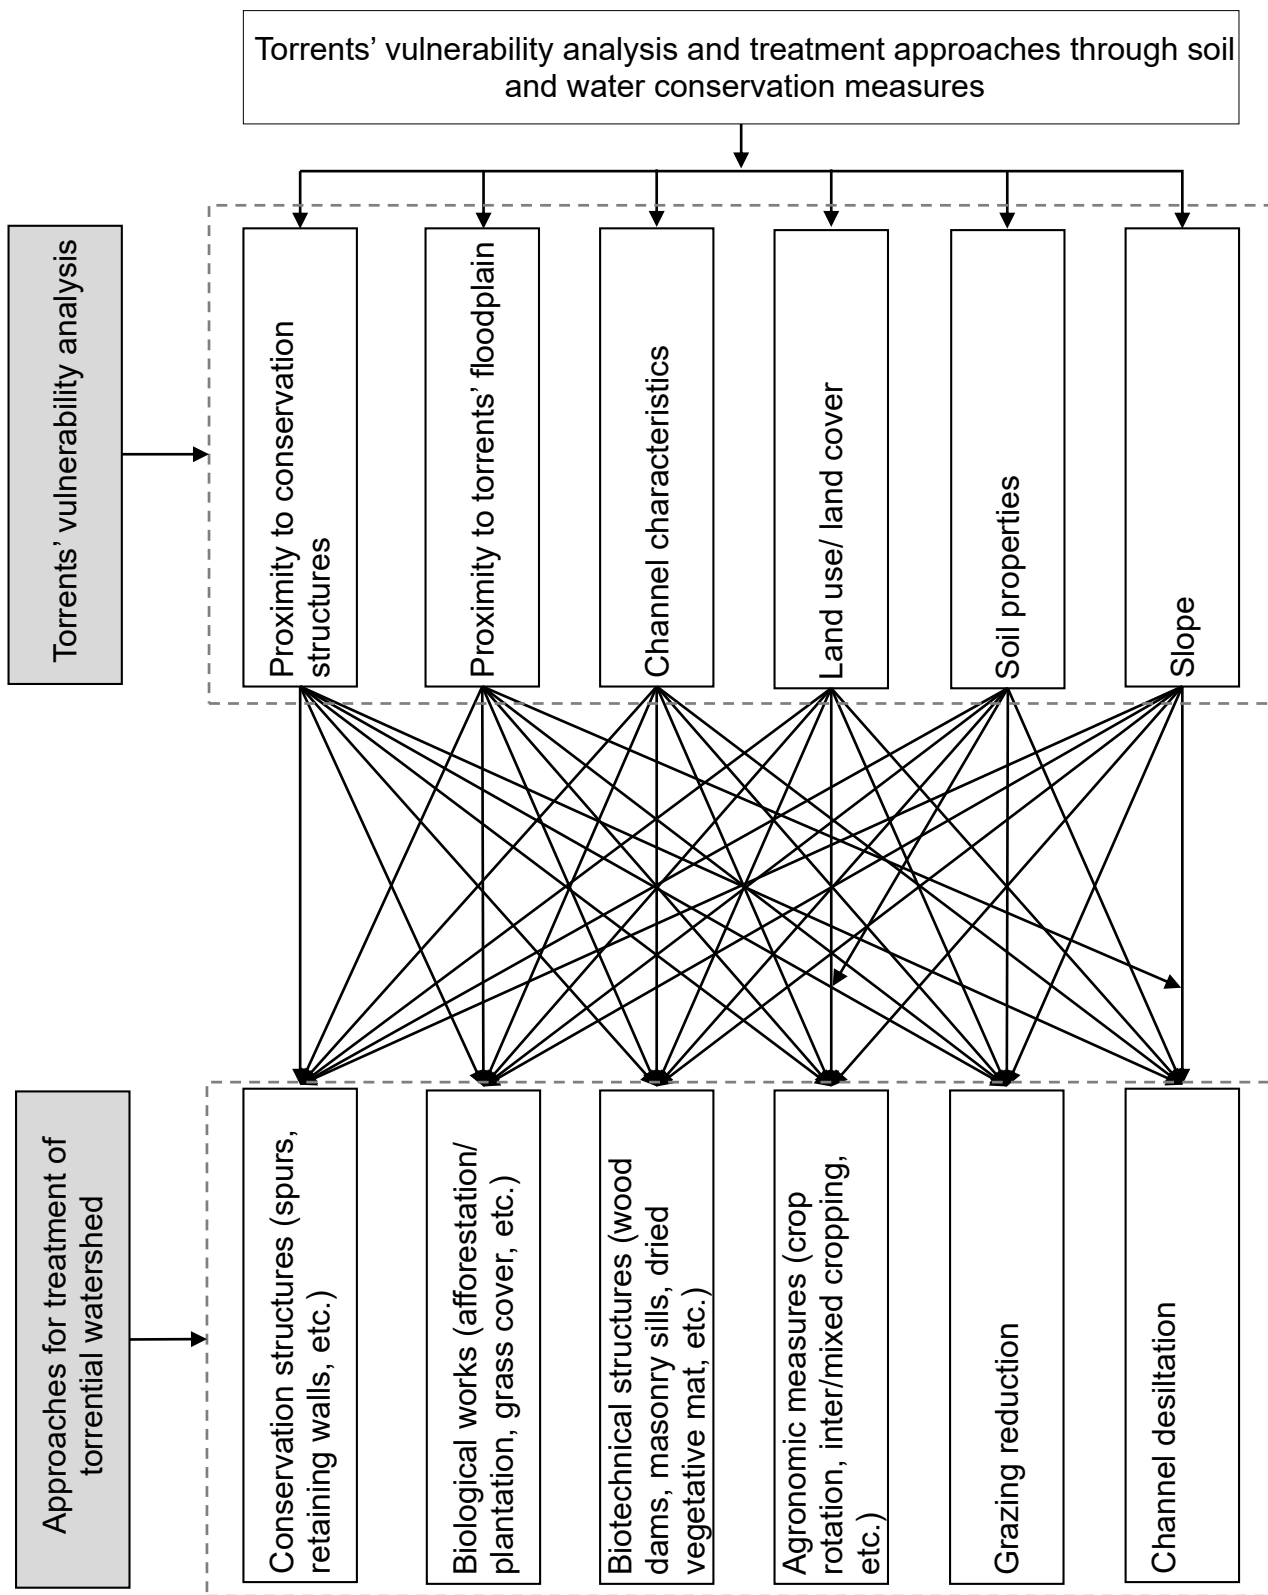 Torrents’ vulnerability analysis and treatment approaches through soil
and water conservation measures
Torrents’ vulnerability analysis
Proximity to conservation
structures
Proximity to torrents’ floodplain
Channel characteristics
Land use/ land cover
Soil properties
Slope
Approaches for treatment of
torrential watershed
Conservation structures (spurs,
retaining walls, etc.)
Biological works (afforestation/
plantation, grass cover, etc.)
Biotechnical structures (wood
dams, masonry sills, dried
vegetative mat, etc.)
Agronomic measures (crop
rotation, inter/mixed cropping,
etc.)
Grazing reduction
Channel desiltation